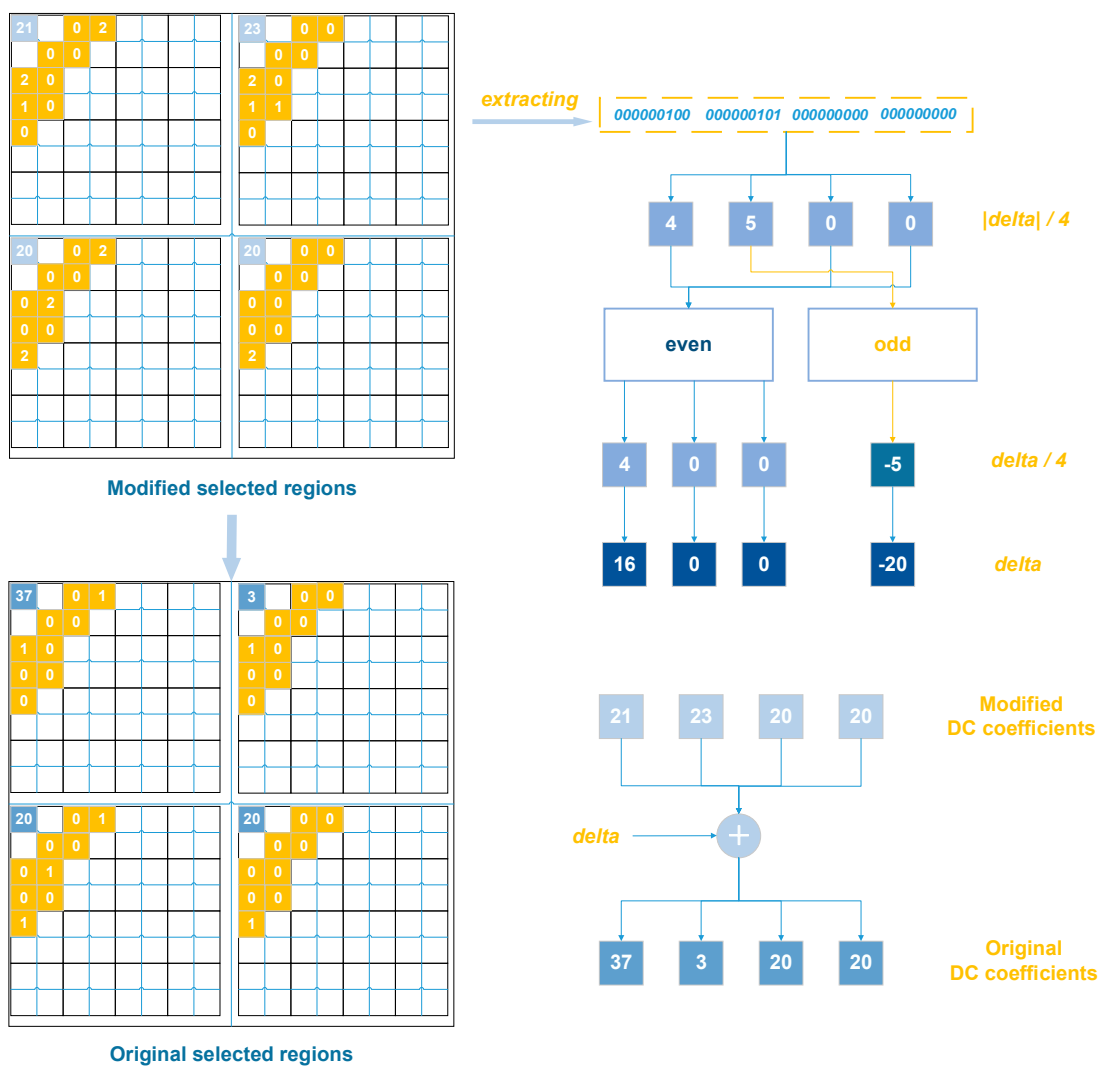 21 0 2 23 0 0
0 0 0 0
2 0 2 0
1 0 1 1
0 0
20 0 2 20 0 0
0 0 0 0
0 2 0 0
0 0 0 0
2 2
Modified selected regions
37 0 1 3 0 0
0 0 0 0
1 0 1 0
0 0 0 0
0 0
20 0 1 20 0 0
0 0 0 0
0 1 0 0
0 0 0 0
1 1
Original selected regions
extracting
000000100 000000101 000000000 000000000
4 5 0 0 |delta| / 4
even odd
4 0 0 -5 delta / 4
16 0 0 -20 delta
21 23 20 20
Modified
DC coefficients
delta +
37 3 20 20
Original
DC coefficients